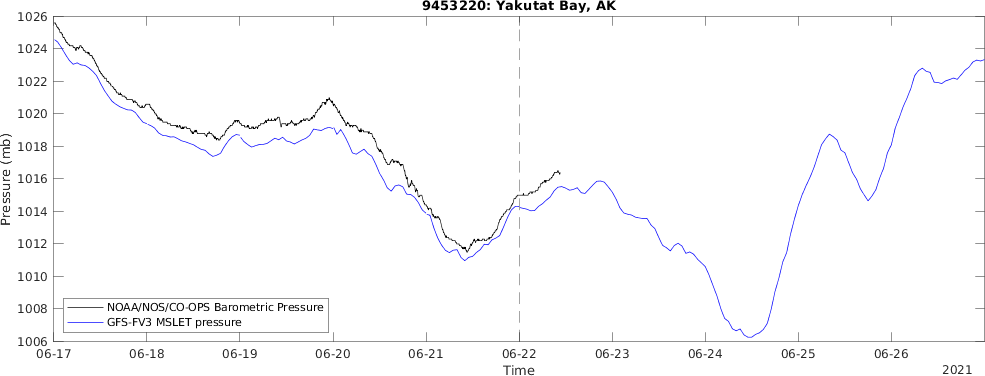 9453220: Yakutat Bay, AK
Pressure (mb)
1026
1024
1022
1020
1018
1016
1014
1012
1010
1008
1006
NOAA/NOS/CO-OPS Barometric Pressure
GFS-FV3 MSLET pressure
06-17 06-18 06-19 06-20 06-21 06-22 06-23 06-24 06-25 06-26
Time
2021